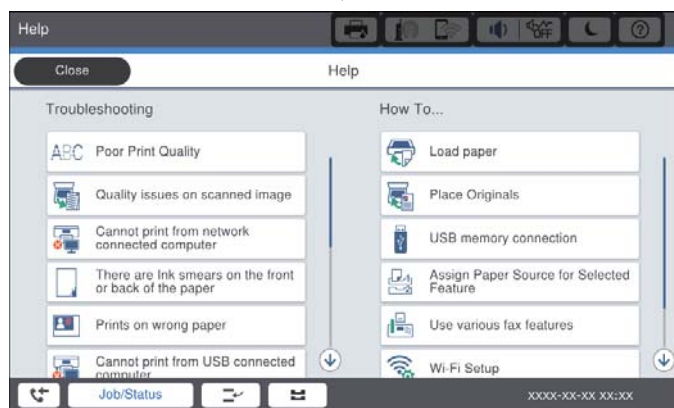 Help
OFF
Close
Help
Troubleshooting
ABC
Poor Print Quality
Quality issues on scanned image
Cannot print from network
connected computer
There are Ink smears on the front
or back of the paper
Prints on wrong paper
Cannot print from USB connected
computer
How To...
Load paper
Place Originals
USB memory connection
Assign Paper Source for Selected
Feature
Use various fax features
Wi-Fi Setup
Job/Status
XXXX-XX-XX XX:XX